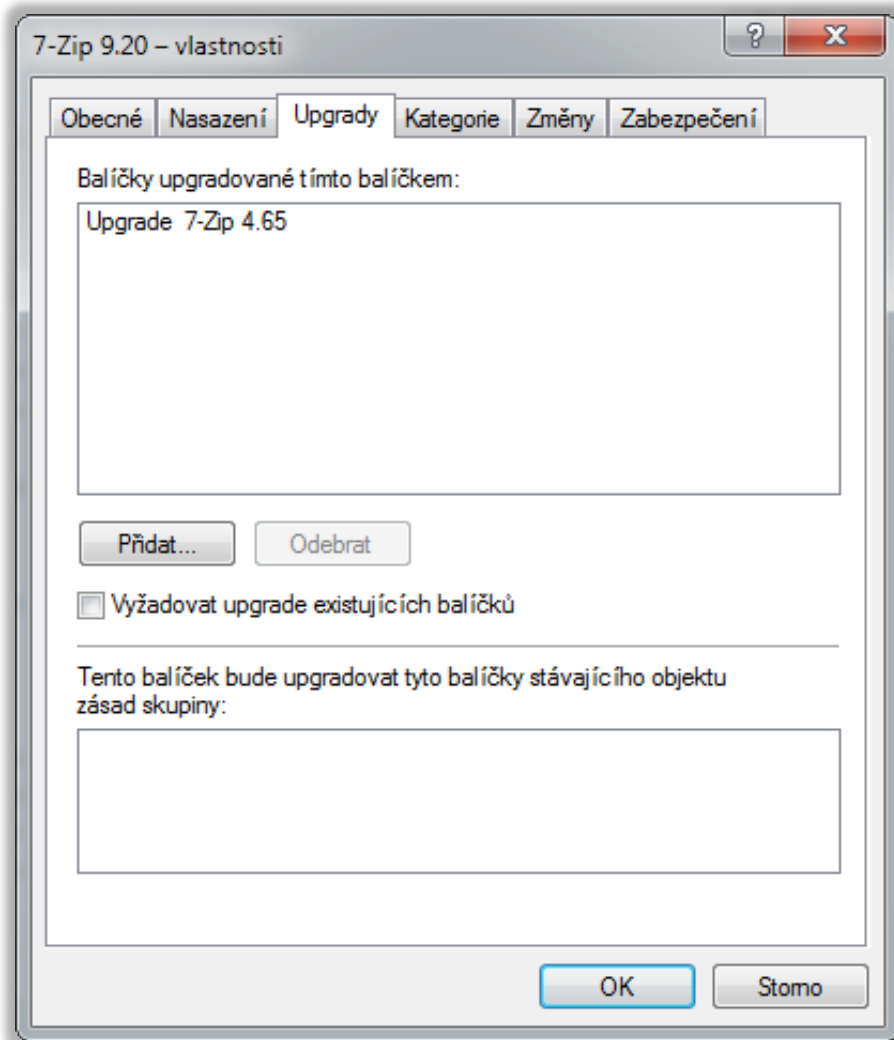 7-Zip 9.20 – vlastnosti
Obecné Nasazení Upgrady Kategorie Změny Zabezpečení
Balíčky upgradované tímto balíčkem:
Upgrade 7-Zip 4.65
Přidat... Odebrat
Vyžadovat upgrade existujících balíčků
Tento balíček bude upgradovat tyto balíčky stávajícího objektu
zásad skupiny:
OK Storno